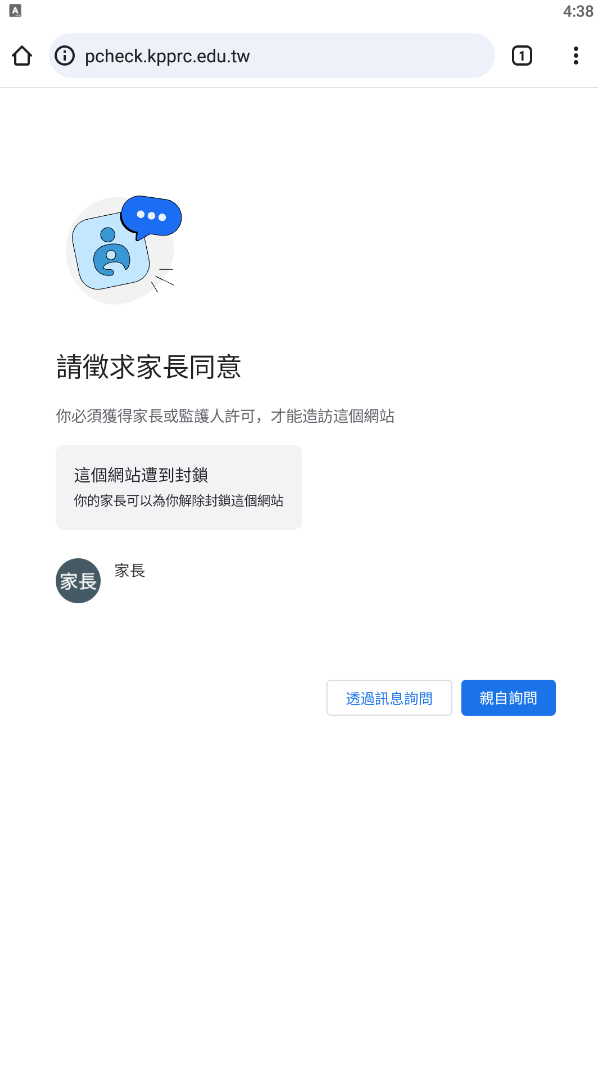 A
4:38
pcheck.kpprc.edu.tw
1
請徵求家長同意
你必須獲得家長或監護人許可，才能造訪這個網站
這個網站遭到封鎖
你的家長可以為你解除封鎖這個網站
家長
家長
透過訊息詢問
親自詢問